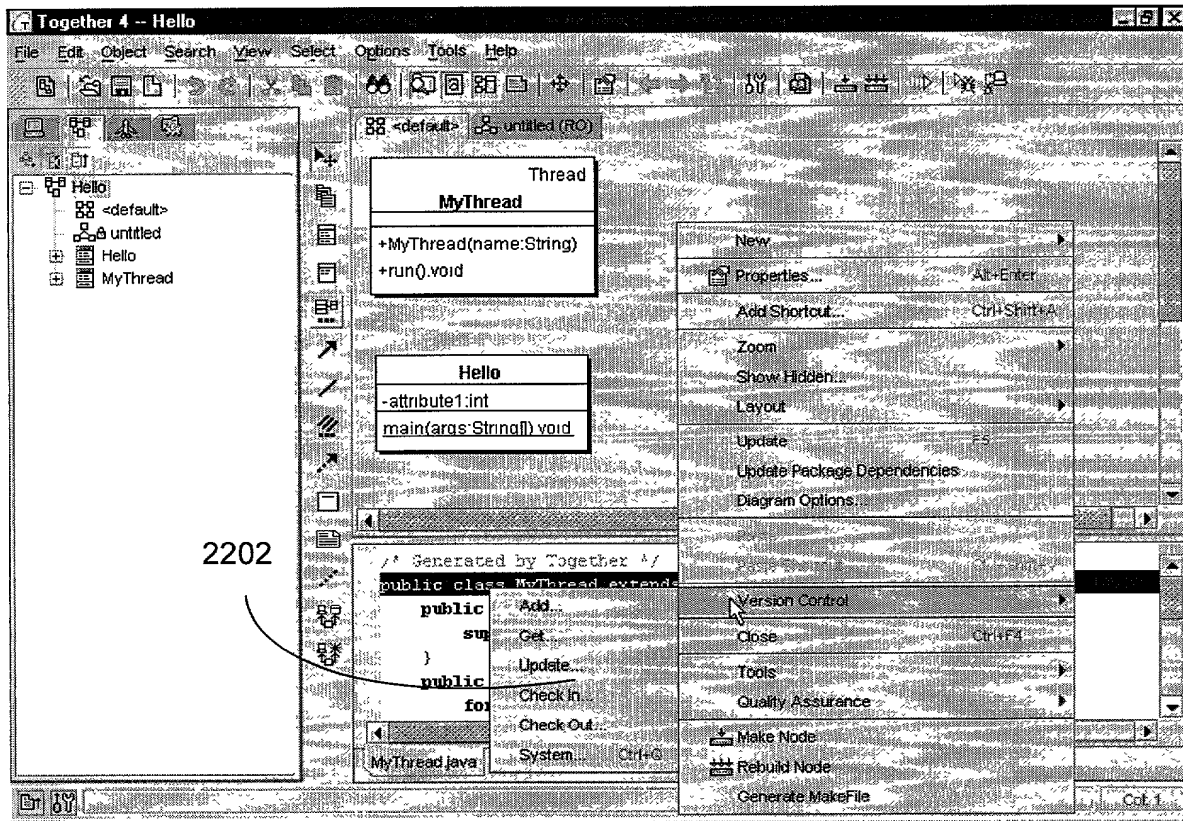 Together 4 -- Hello
File Edit Object Search View Select Options Tools Help
<default> untitled (RO)
Hello
<default>
untitled
Hello
MyThread
Thread
MyThread
+MyThread(name:String)
+run().void
Hello
-attribute1:int
main(args:String[]) void
New
Properties... Alt+Enter
Add Shortcut... Ctrl+Shift+A
Zoom
Show Hidden...
Layout
Update F5
Update Package Dependencies
Diagram Options...
Version Control
Close Ctrl+F4
Tools
Quality Assurance
Make Node
Rebuild Node
Generate MakeFile
2202
/* Generated by Together */
public class MyThread extends
public
sup
}
public
for
Add...
Get...
Update...
Check In...
Check Out...
System... Ctrl+Q
MyThread java
Col: 1